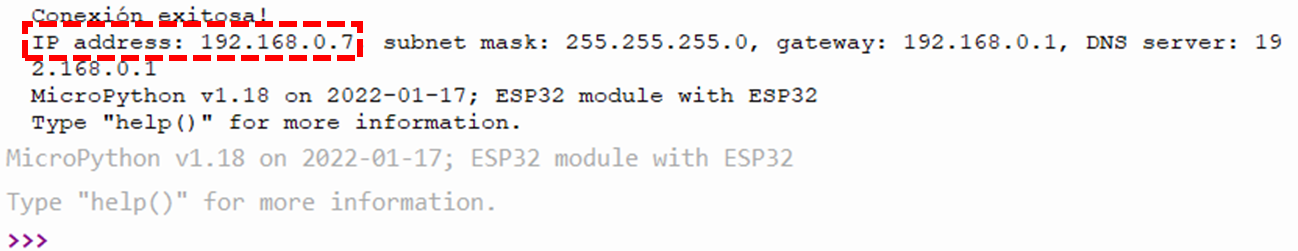 Conexión exitosa!
IP address: 192.168.0.7 subnet mask: 255.255.255.0, gateway: 192.168.0.1, DNS server: 19
2.168.0.1
MicroPython v1.18 on 2022-01-17; ESP32 module with ESP32
Type "help()" for more information.
MicroPython v1.18 on 2022-01-17; ESP32 module with ESP32
Type "help()" for more information.
>>>